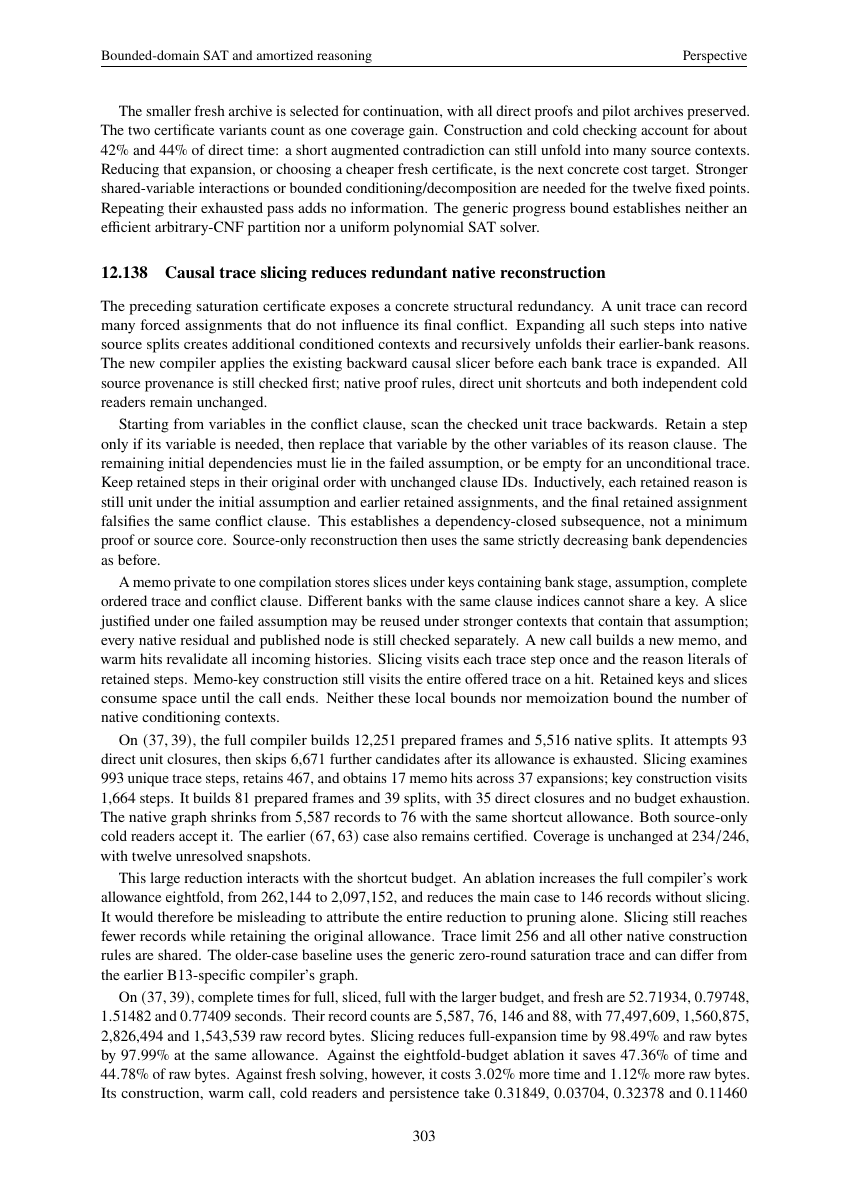 Bounded-domain SAT and amortized reasoning Perspective
The smaller fresh archive is selected for continuation, with all direct proofs and pilot archives preserved.
The two certificate variants count as one coverage gain. Construction and cold checking account for about
42% and 44% of direct time: a short augmented contradiction can still unfold into many source contexts.
Reducing that expansion, or choosing a cheaper fresh certificate, is the next concrete cost target. Stronger
shared-variable interactions or bounded conditioning/decomposition are needed for the twelve fixed points.
Repeating their exhausted pass adds no information. The generic progress bound establishes neither an
efficient arbitrary-CNF partition nor a uniform polynomial SAT solver.
12.138 Causal trace slicing reduces redundant native reconstruction
The preceding saturation certificate exposes a concrete structural redundancy. A unit trace can record
many forced assignments that do not influence its final conflict. Expanding all such steps into native
source splits creates additional conditioned contexts and recursively unfolds their earlier-bank reasons.
The new compiler applies the existing backward causal slicer before each bank trace is expanded. All
source provenance is still checked first; native proof rules, direct unit shortcuts and both independent cold
readers remain unchanged.
Starting from variables in the conflict clause, scan the checked unit trace backwards. Retain a step
only if its variable is needed, then replace that variable by the other variables of its reason clause. The
remaining initial dependencies must lie in the failed assumption, or be empty for an unconditional trace.
Keep retained steps in their original order with unchanged clause IDs. Inductively, each retained reason is
still unit under the initial assumption and earlier retained assignments, and the final retained assignment
falsifies the same conflict clause. This establishes a dependency-closed subsequence, not a minimum
proof or source core. Source-only reconstruction then uses the same strictly decreasing bank dependencies
as before.
A memo private to one compilation stores slices under keys containing bank stage, assumption, complete
ordered trace and conflict clause. Different banks with the same clause indices cannot share a key. A slice
justified under one failed assumption may be reused under stronger contexts that contain that assumption;
every native residual and published node is still checked separately. A new call builds a new memo, and
warm hits revalidate all incoming histories. Slicing visits each trace step once and the reason literals of
retained steps. Memo-key construction still visits the entire offered trace on a hit. Retained keys and slices
consume space until the call ends. Neither these local bounds nor memoization bound the number of
native conditioning contexts.
On (37, 39), the full compiler builds 12,251 prepared frames and 5,516 native splits. It attempts 93
direct unit closures, then skips 6,671 further candidates after its allowance is exhausted. Slicing examines
993 unique trace steps, retains 467, and obtains 17 memo hits across 37 expansions; key construction visits
1,664 steps. It builds 81 prepared frames and 39 splits, with 35 direct closures and no budget exhaustion.
The native graph shrinks from 5,587 records to 76 with the same shortcut allowance. Both source-only
cold readers accept it. The earlier (67, 63) case also remains certified. Coverage is unchanged at 234/246,
with twelve unresolved snapshots.
This large reduction interacts with the shortcut budget. An ablation increases the full compiler's work
allowance eightfold, from 262,144 to 2,097,152, and reduces the main case to 146 records without slicing.
It would therefore be misleading to attribute the entire reduction to pruning alone. Slicing still reaches
fewer records while retaining the original allowance. Trace limit 256 and all other native construction
rules are shared. The older-case baseline uses the generic zero-round saturation trace and can differ from
the earlier B13-specific compiler's graph.
On (37, 39), complete times for full, sliced, full with the larger budget, and fresh are 52.71934, 0.79748,
1.51482 and 0.77409 seconds. Their record counts are 5,587, 76, 146 and 88, with 77,497,609, 1,560,875,
2,826,494 and 1,543,539 raw record bytes. Slicing reduces full-expansion time by 98.49% and raw bytes
by 97.99% at the same allowance. Against the eightfold-budget ablation it saves 47.36% of time and
44.78% of raw bytes. Against fresh solving, however, it costs 3.02% more time and 1.12% more raw bytes.
Its construction, warm call, cold readers and persistence take 0.31849, 0.03704, 0.32378 and 0.11460
303